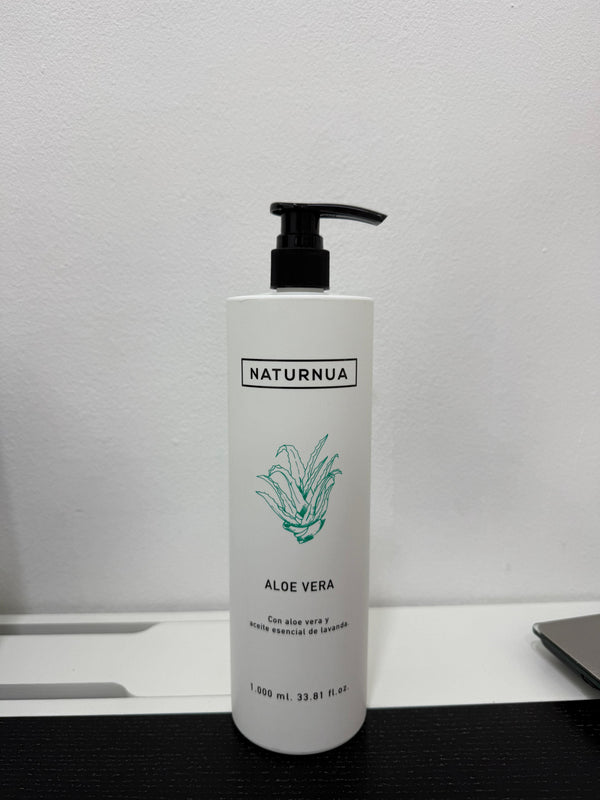 NATURNUA
ALOE VERA
Con aloe vera y
aceite esencial de lavanda.
1.000 ml. 33.81 fl.oz.